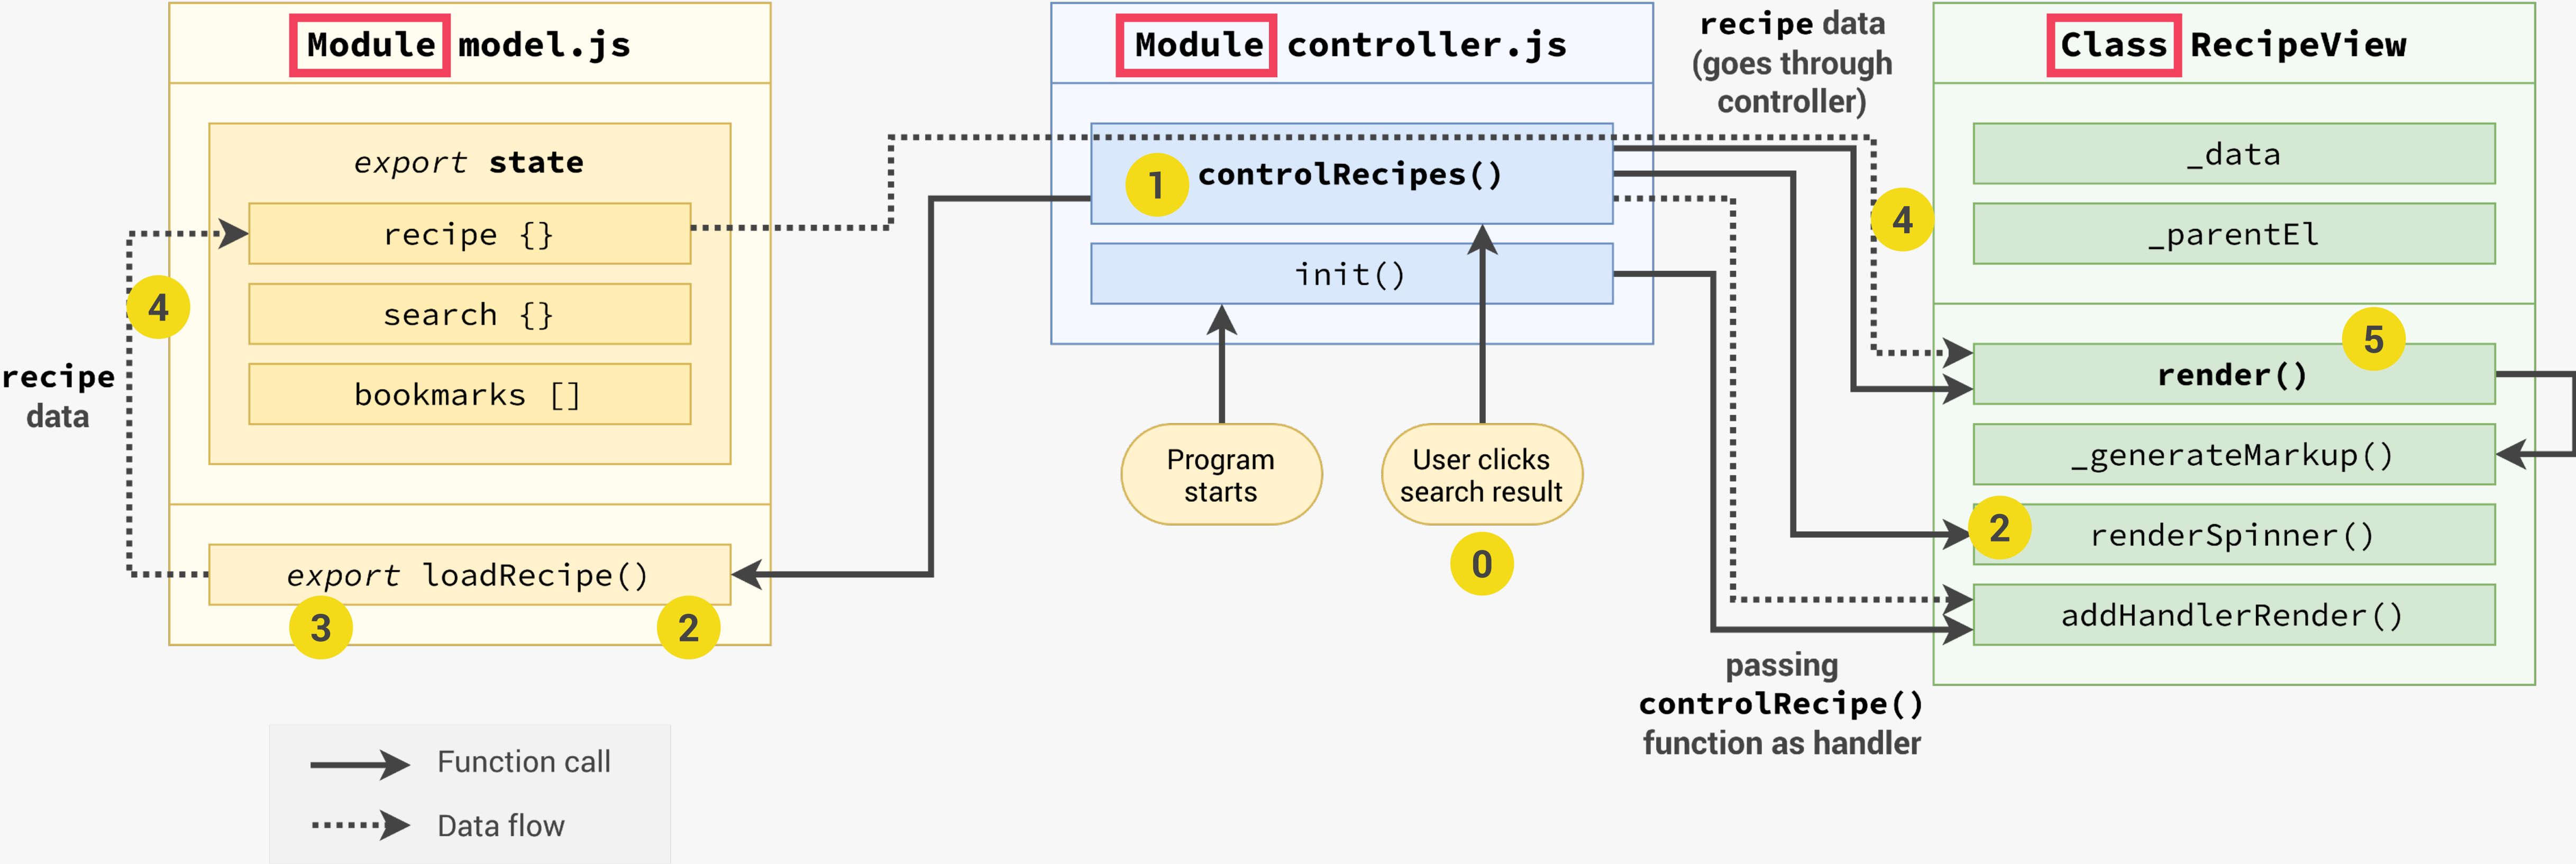 Module model.js
export state
recipe {}
search {}
bookmarks []
4
recipe
data
export loadRecipe()
3
2
Module controller.js
1
controlRecipes()
init()
Program
starts
User clicks
search result
0
recipe data
(goes through
controller)
4
Class RecipeView
_data
_parentEl
5
render()
_generateMarkup()
2
renderSpinner()
addHandlerRender()
passing
controlRecipe()
function as handler
Function call
Data flow